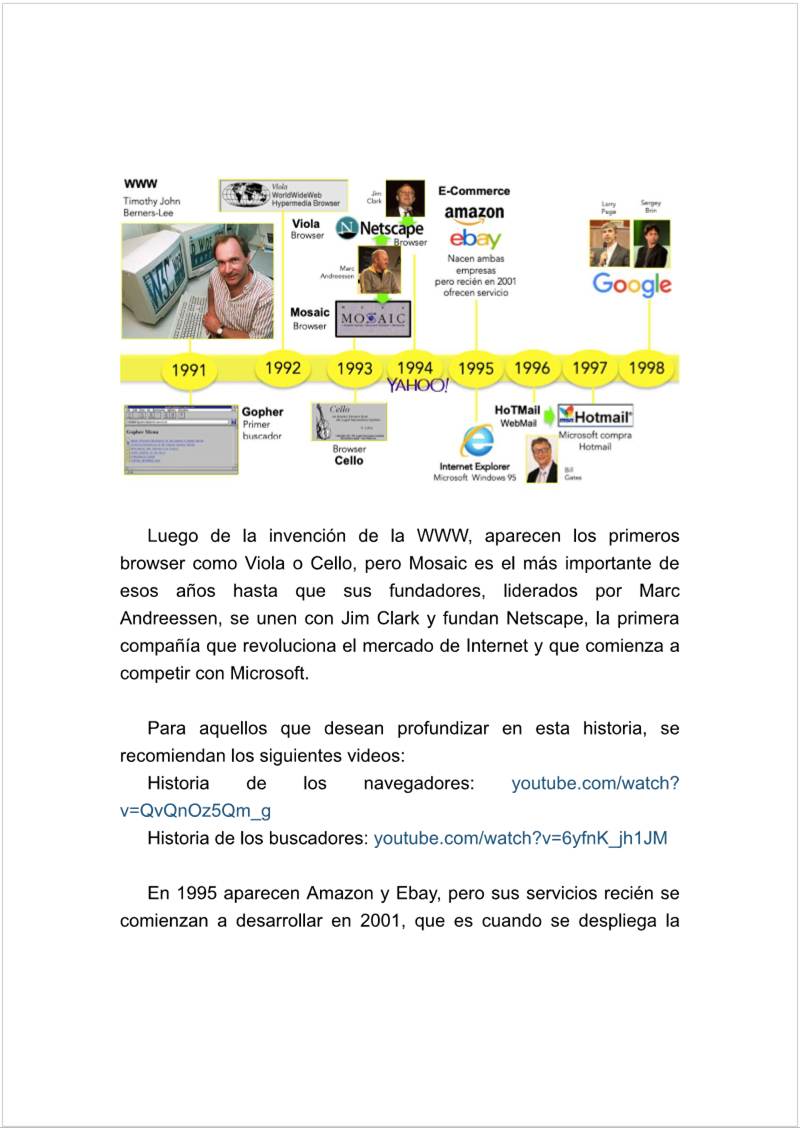 WWW
Timothy John
Berners-Lee
Viola
WorldWideWeb
Hypermedia Browser
Viola
Browser
Jim
Clark
Netscape
Browser
Marc
Andreessen
Mosaic
Browser
MOSAIC
E-Commerce
amazon
ebay
Nacen ambas
empresas
pero recién en 2001
ofrecen servicio
Larry
Page
Sergey
Brin
Google
1991
1992
1993
1994
1995
1996
1997
1998
YAHOO!
Gopher Menu
Gopher
Primer
buscador
Cello
Browser
Cello
Internet Explorer
Microsoft Windows 95
HoTMail
WebMail
msn Hotmail
Microsoft compra
Hotmail
Bill
Gates
Luego de la invención de la WWW, aparecen los primeros
browser como Viola o Cello, pero Mosaic es el más importante de
esos años hasta que sus fundadores, liderados por Marc
Andreessen, se unen con Jim Clark y fundan Netscape, la primera
compañía que revoluciona el mercado de Internet y que comienza a
competir con Microsoft.
Para aquellos que desean profundizar en esta historia, se
recomiendan los siguientes videos:
Historia de los navegadores: youtube.com/watch?
v=QvQnOz5Qm_g
Historia de los buscadores: youtube.com/watch?v=6yfnK_jh1JM
En 1995 aparecen Amazon y Ebay, pero sus servicios recién se
comienzan a desarrollar en 2001, que es cuando se despliega la